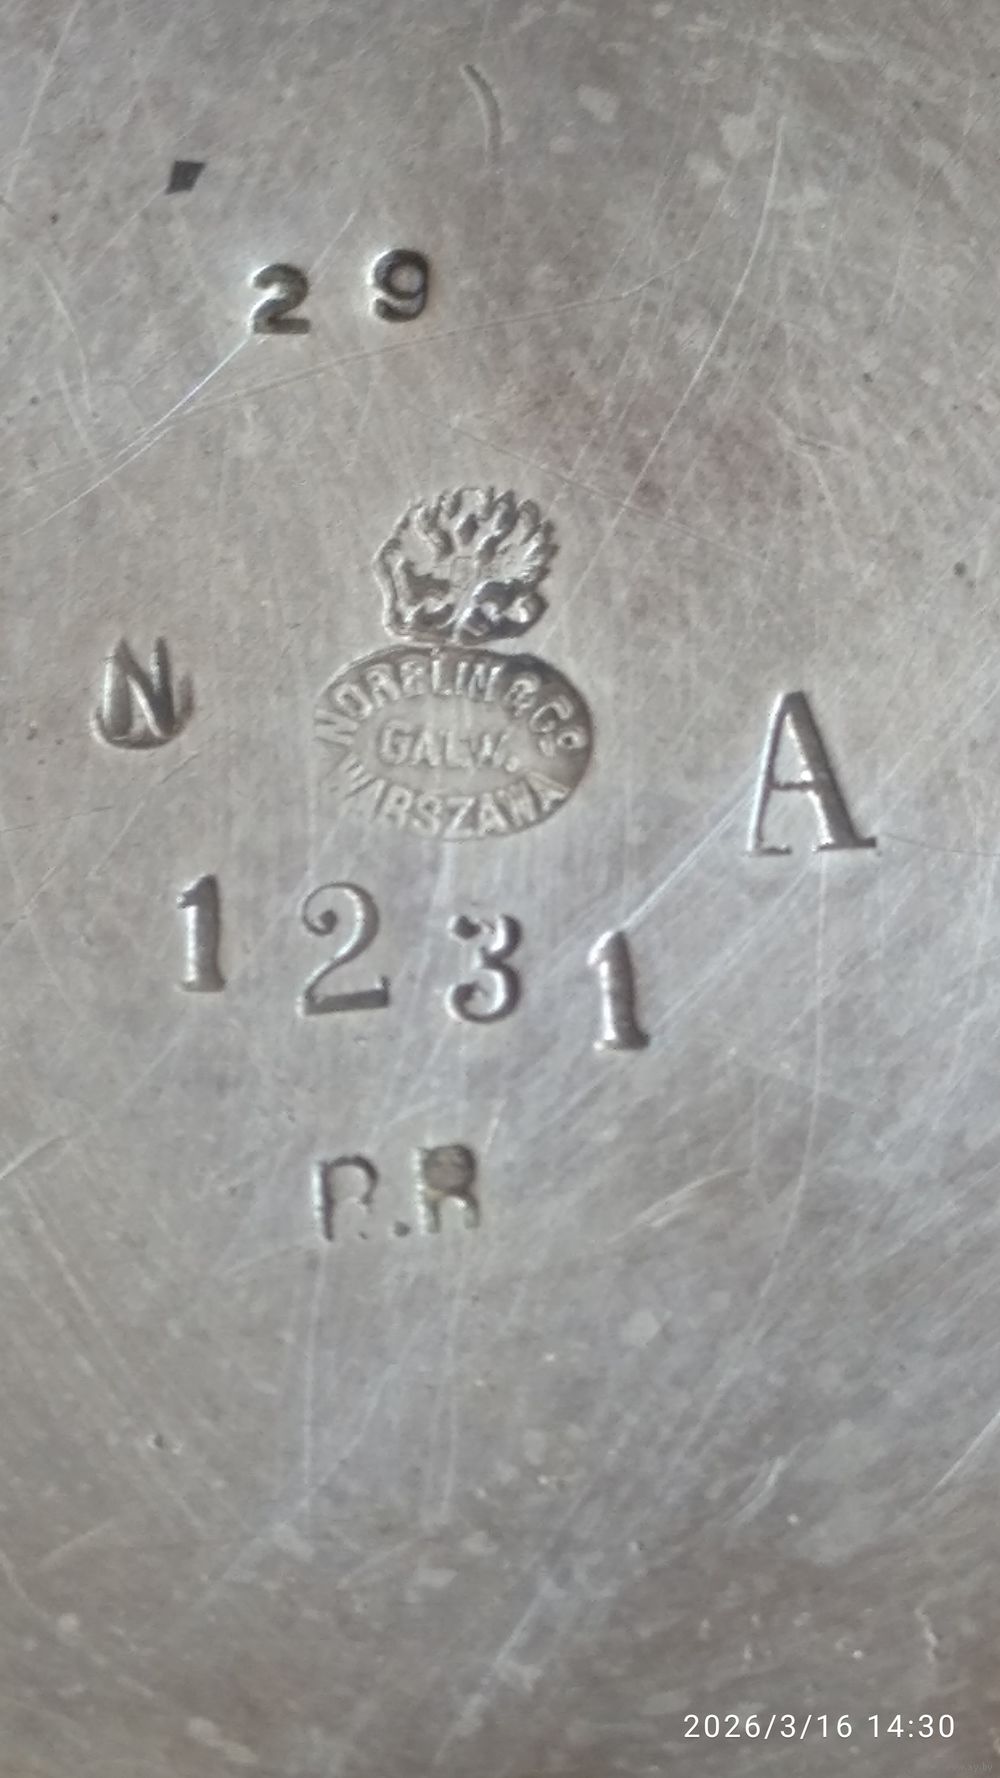 29
N
NORBLIN & Co
GALW.
WARSZAWA
A
1231
2026/3/16 14:30